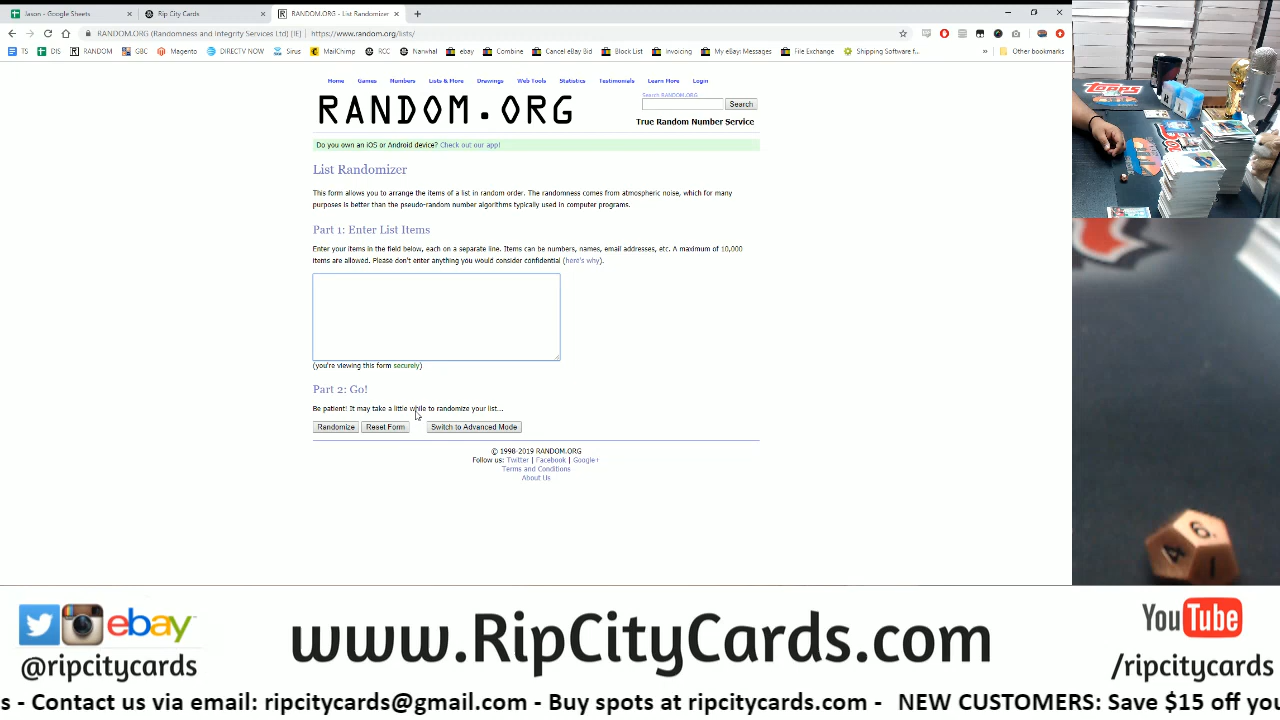 Jason - Google Sheets
Rip City Cards
RANDOM.ORG - List Randomizer
RANDOM.ORG (Randomness and Integrity Services Ltd) [IE] | https://www.random.org/lists/
TS DIS RANDOM GBC Magento DIRECTV NOW Sirus MailChimp RCC Narwhal ebay Combine Cancel eBay Bid Block List Invoicing My eBay: Messages File Exchange Shipping Software f... » Other bookmarks
Home Games Numbers Lists & More Drawings Web Tools Statistics Testimonials Learn More Login
RANDOM.ORG
Search RANDOM.ORG
Search
True Random Number Service
Do you own an iOS or Android device? Check out our app!
List Randomizer
This form allows you to arrange the items of a list in random order. The randomness comes from atmospheric noise, which for many
purposes is better than the pseudo-random number algorithms typically used in computer programs.
Part 1: Enter List Items
Enter your items in the field below, each on a separate line. Items can be numbers, names, email addresses, etc. A maximum of 10,000
items are allowed. Please don't enter anything you would consider confidential (here's why).
(you're viewing this form securely)
Part 2: Go!
Be patient! It may take a little while to randomize your list...
Randomize Reset Form Switch to Advanced Mode
© 1998-2019 RANDOM.ORG
Follow us: Twitter | Facebook | Google+
Terms and Conditions
About Us
Topps
6.
4
1
ebay
@ripcitycards
www.RipCityCards.com
YouTube
/ripcitycards
s - Contact us via email: ripcitycards@gmail.com - Buy spots at ripcitycards.com - NEW CUSTOMERS: Save $15 off you